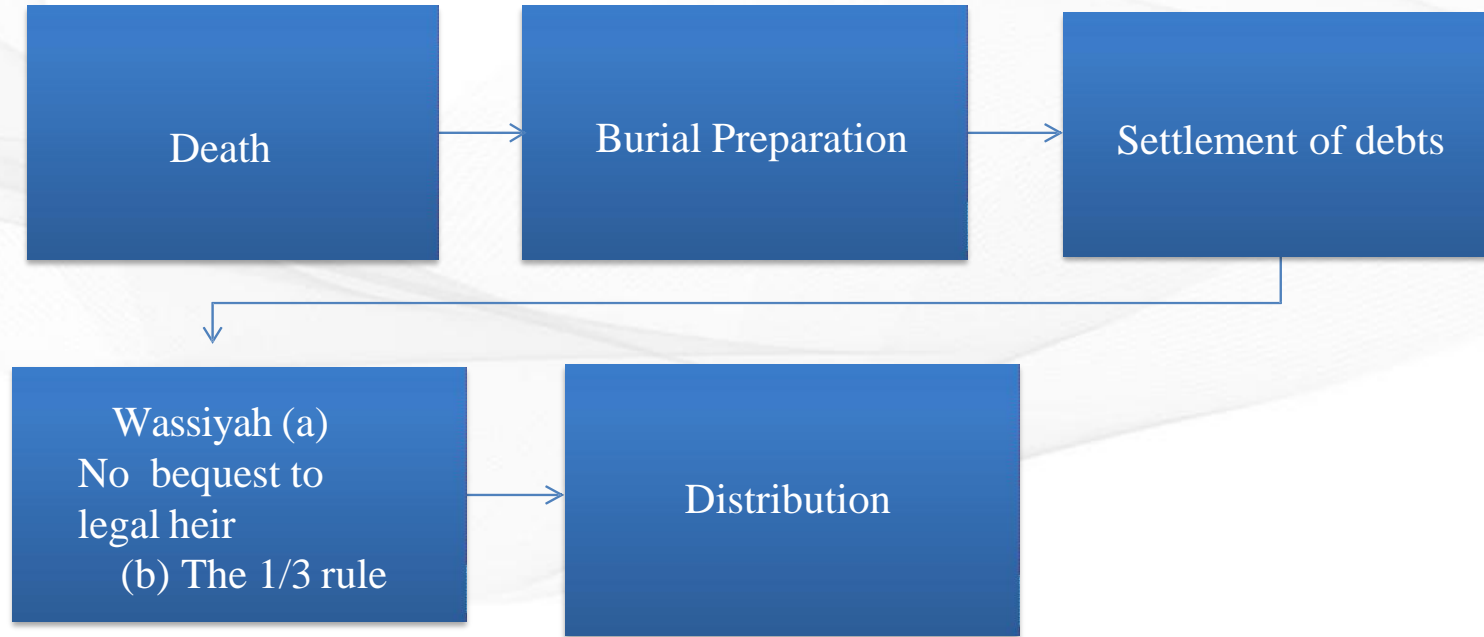 Death
Burial Preparation
Settlement of debts
Wassiyah (a)
No bequest to
legal heir
(b) The 1/3 rule
Distribution